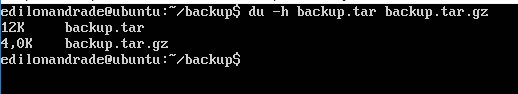 edilonandrade@ubuntu:~/backup$ du -h backup.tar backup.tar.gz
12K     backup.tar
4,0K    backup.tar.gz
edilonandrade@ubuntu:~/backup$